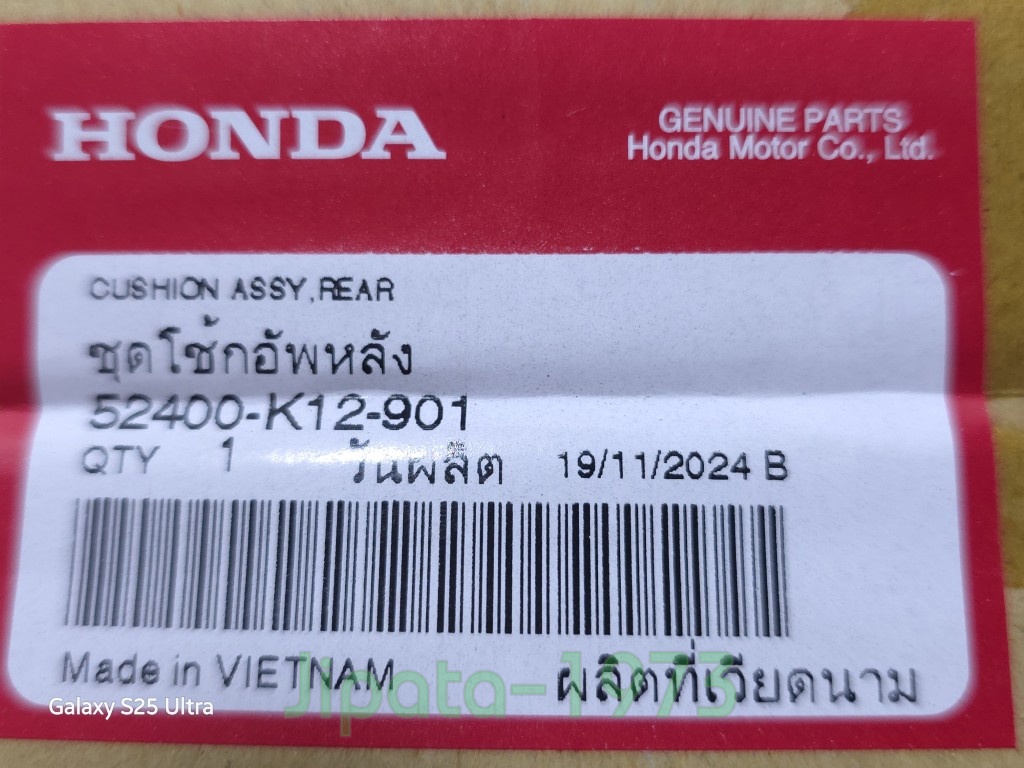 HONDA
GENUINE PARTS
Honda Motor Co., Ltd.
CUSHION ASSY,REAR
ชุดโช้กอัพหลัง
52400-K12-901
QTY 1 วันผลิต 19/11/2024 B
Made in VIETNAM ผลิตที่เวียดนาม
Jipata-1973
Galaxy S25 Ultra